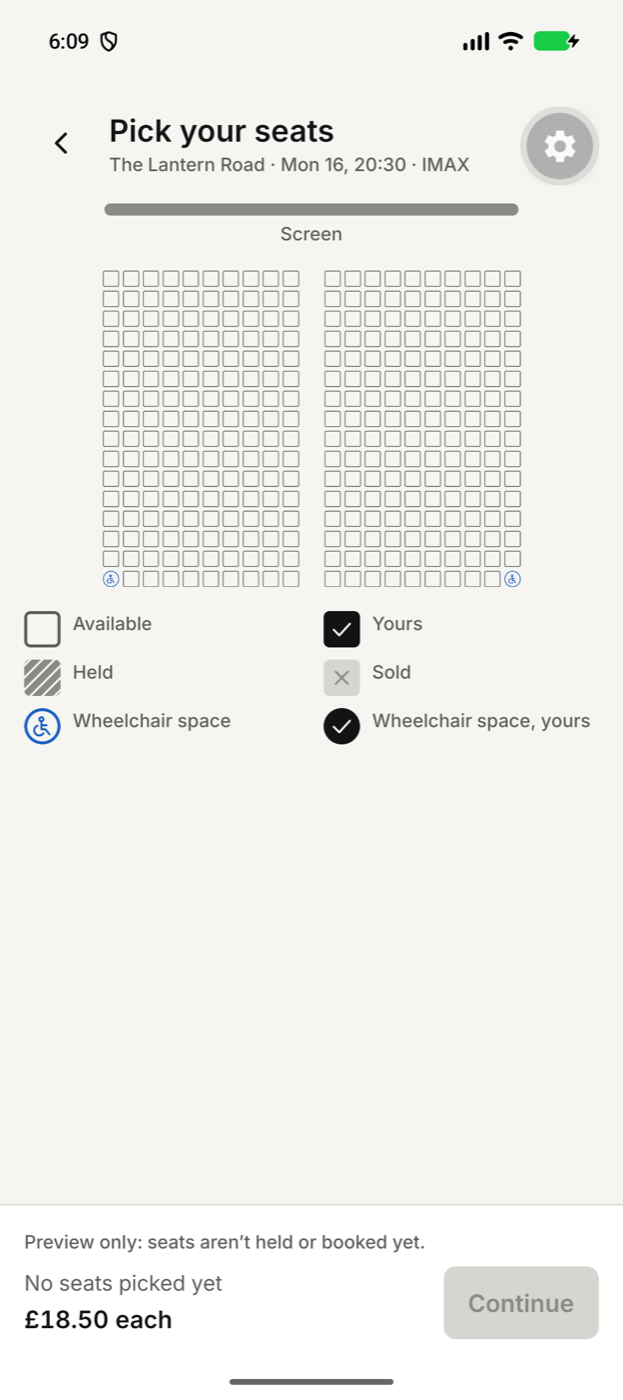 6:09
Pick your seats
The Lantern Road · Mon 16, 20:30 · IMAX
Screen
Available
Yours
Held
Sold
Wheelchair space
Wheelchair space, yours
Preview only: seats aren’t held or booked yet.
No seats picked yet
£18.50 each
Continue